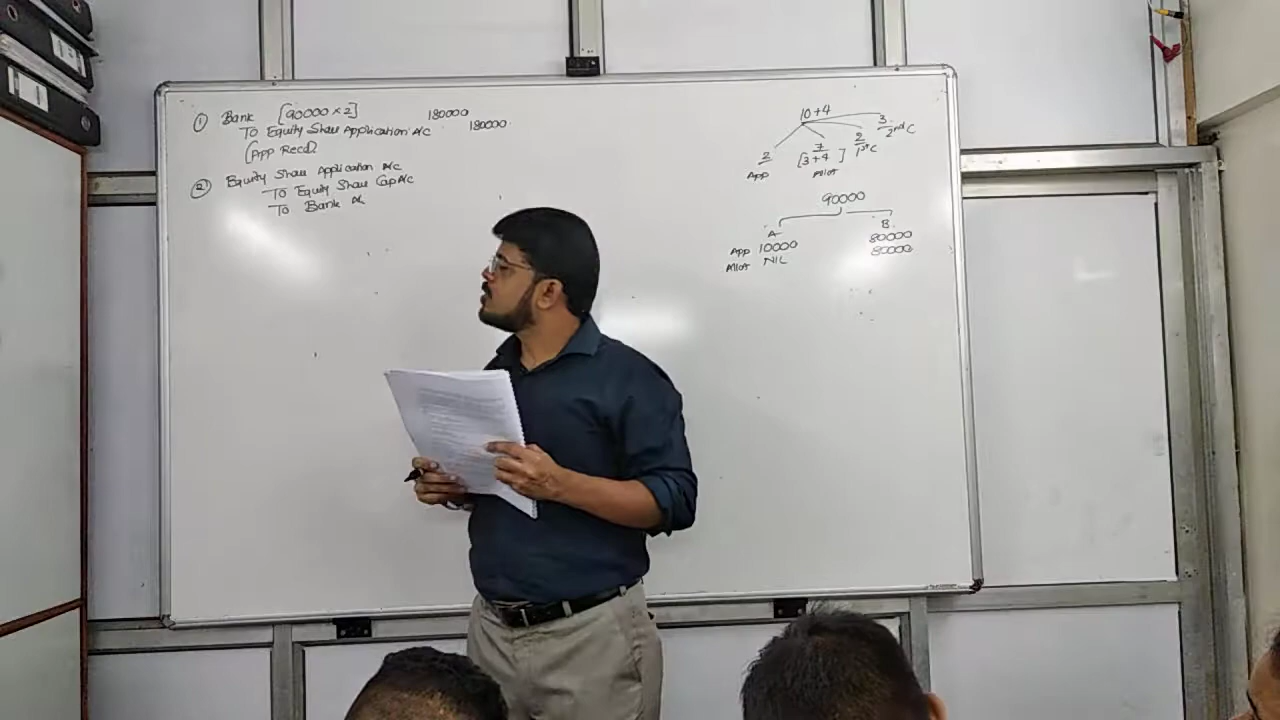 ① Bank [90000 × 2] 180000
To Equity Share Application A/c 180000
(App Recd)
② Equity Share Application A/c
To Equity Share Cap A/c
To Bank A/c
10+4
2 App
7 [3+4] Allot
2 1st C
3 2nd C
90000
A B
App 10000 80000
Allot NIL 80000